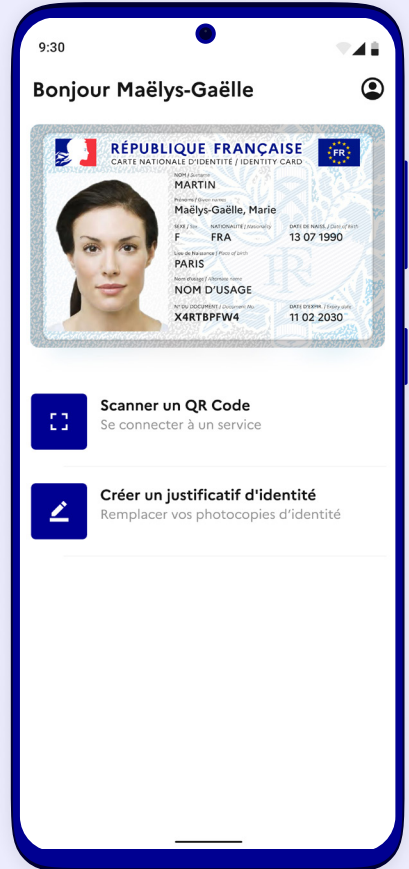 9:30
Bonjour Maëlys-Gaëlle
RÉPUBLIQUE FRANÇAISE
FR
CARTE NATIONALE D'IDENTITÉ / IDENTITY CARD
NOM / Surname
MARTIN
Prénoms / Given names
Maëlys-Gaëlle, Marie
SEXE / Sex NATIONALITÉ / Nationality DATE DE NAISS. / Date of birth
F FRA 13 07 1990
Lieu de Naissance / Place of birth
PARIS
Nom d'usage / Alternate name
NOM D'USAGE
N° DU DOCUMENT / Document No DATE D'EXPIR. / Expiry date
X4RTBPFW4 11 02 2030
Scanner un QR Code
Se connecter à un service
Créer un justificatif d'identité
Remplacer vos photocopies d'identité